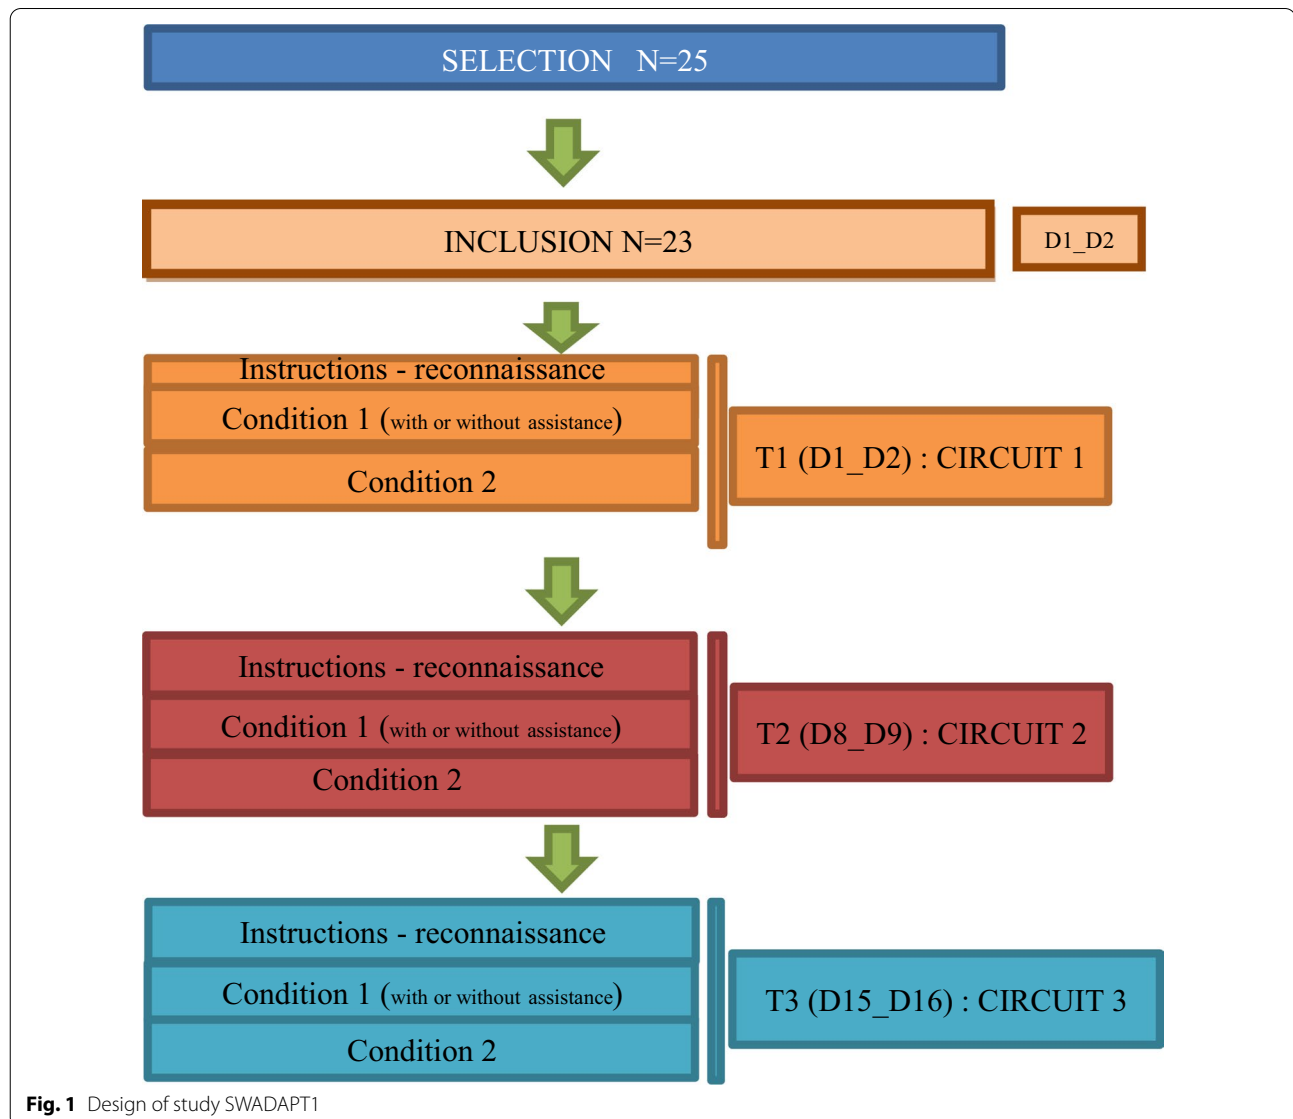 SELECTION N=25
INCLUSION N=23
D1_D2
Instructions - reconnaissance
Condition 1 (with or without assistance)
Condition 2
T1 (D1_D2) : CIRCUIT 1
Instructions - reconnaissance
Condition 1 (with or without assistance)
Condition 2
T2 (D8_D9) : CIRCUIT 2
Instructions - reconnaissance
Condition 1 (with or without assistance)
Condition 2
T3 (D15_D16) : CIRCUIT 3
Fig. 1 Design of study SWADAPT1